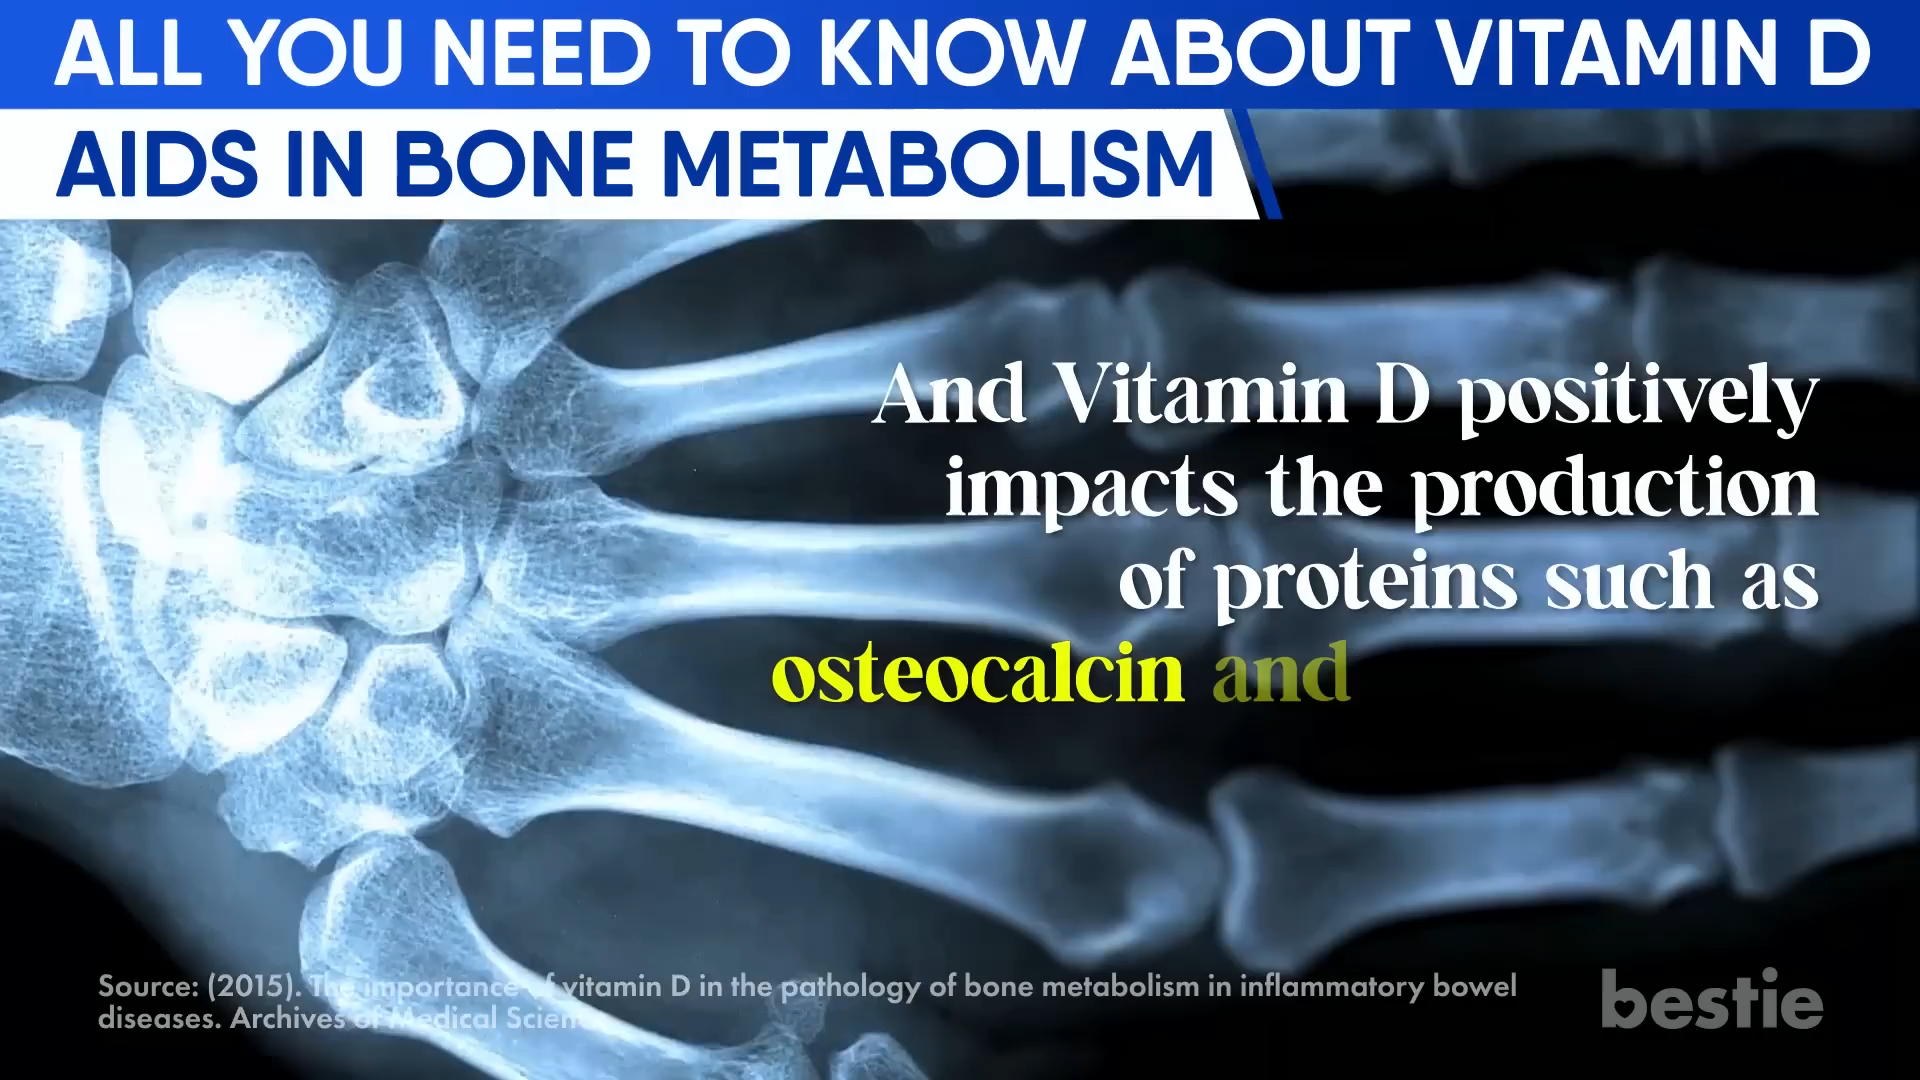 ALL YOU NEED TO KNOW ABOUT VITAMIN D
AIDS IN BONE METABOLISM
And Vitamin D positively
impacts the production
of proteins such as
osteocalcin and
Source: (2015). The importance of vitamin D in the pathology of bone metabolism in inflammatory bowel
diseases. Archives of Medical
bestie